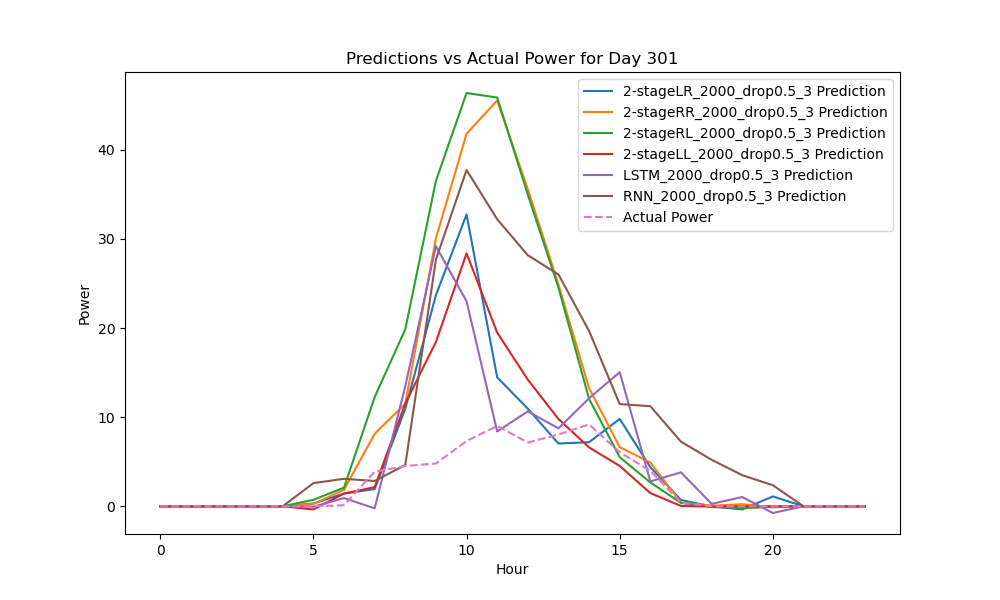 Predictions vs Actual Power for Day 301
2-stageLR_2000_drop0.5_3 Prediction
2-stageRR_2000_drop0.5_3 Prediction
2-stageRL_2000_drop0.5_3 Prediction
2-stageLL_2000_drop0.5_3 Prediction
LSTM_2000_drop0.5_3 Prediction
RNN_2000_drop0.5_3 Prediction
Actual Power
Power
40
30
20
10
0
0 5 10 15 20
Hour